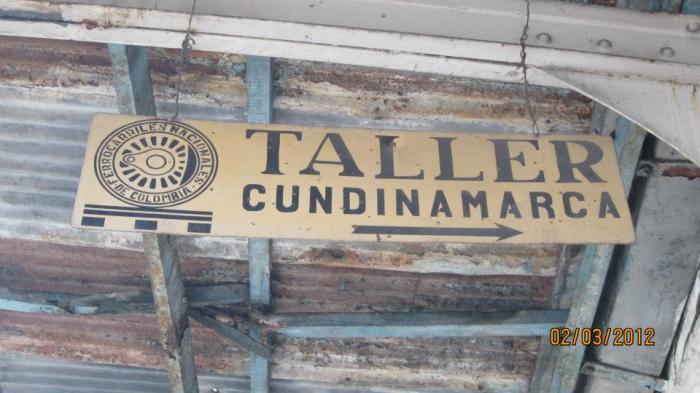 FERROCARRILES NACIONALES
DE COLOMBIA
TALLER
CUNDINAMARCA
02/03/2012